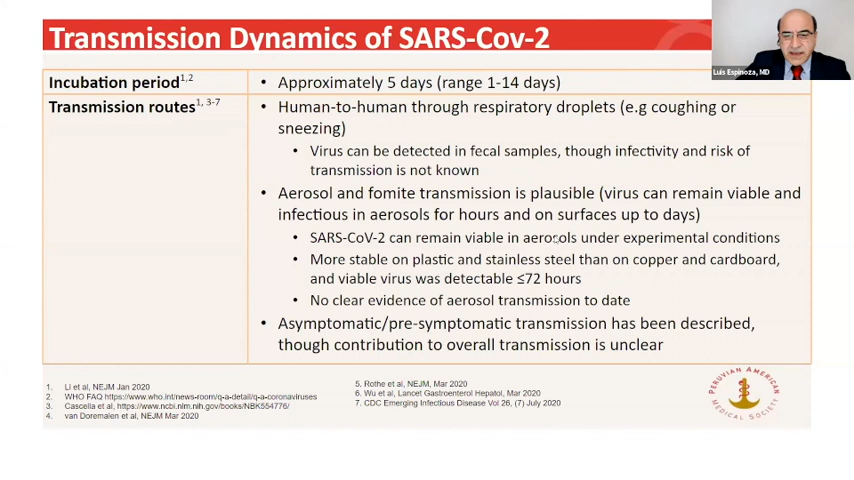 Transmission Dynamics of SARS-Cov-2
Luis Espinoza, MD
Incubation period1,2
• Approximately 5 days (range 1-14 days)
Transmission routes1, 3-7
• Human-to-human through respiratory droplets (e.g coughing or
sneezing)
• Virus can be detected in fecal samples, though infectivity and risk of
transmission is not known
• Aerosol and fomite transmission is plausible (virus can remain viable and
infectious in aerosols for hours and on surfaces up to days)
• SARS-CoV-2 can remain viable in aerosols under experimental conditions
• More stable on plastic and stainless steel than on copper and cardboard,
and viable virus was detectable ≤72 hours
• No clear evidence of aerosol transmission to date
• Asymptomatic/pre-symptomatic transmission has been described,
though contribution to overall transmission is unclear
1. Li et al, NEJM Jan 2020
2. WHO FAQ https://www.who.int/news-room/q-a-detail/q-a-coronaviruses
3. Cascella et al, https://www.ncbi.nlm.nih.gov/books/NBK554776/
4. van Doremalen et al, NEJM Mar 2020
5. Rothe et al, NEJM, Mar 2020
6. Wu et al, Lancet Gastroenterol Hepatol, Mar 2020
7. CDC Emerging Infectious Disease Vol 26, (7) July 2020
PERUVIAN AMERICAN
MEDICAL SOCIETY